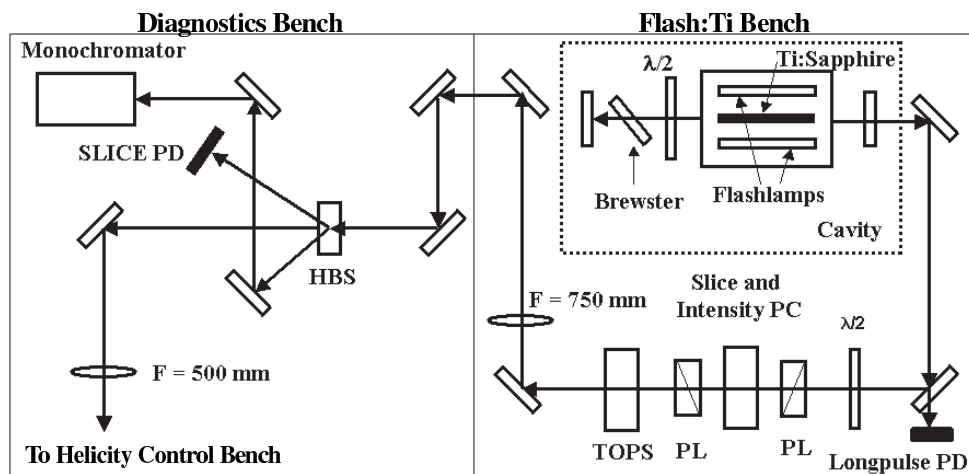 Diagnostics Bench
Flash:Ti Bench
Monochromator
SLICE PD
HBS
F = 500 mm
To Helicity Control Bench
λ/2
Ti:Sapphire
Brewster
Flashlamps
Cavity
F = 750 mm
Slice and
Intensity PC
λ/2
TOPS
PL
PL
Longpulse PD